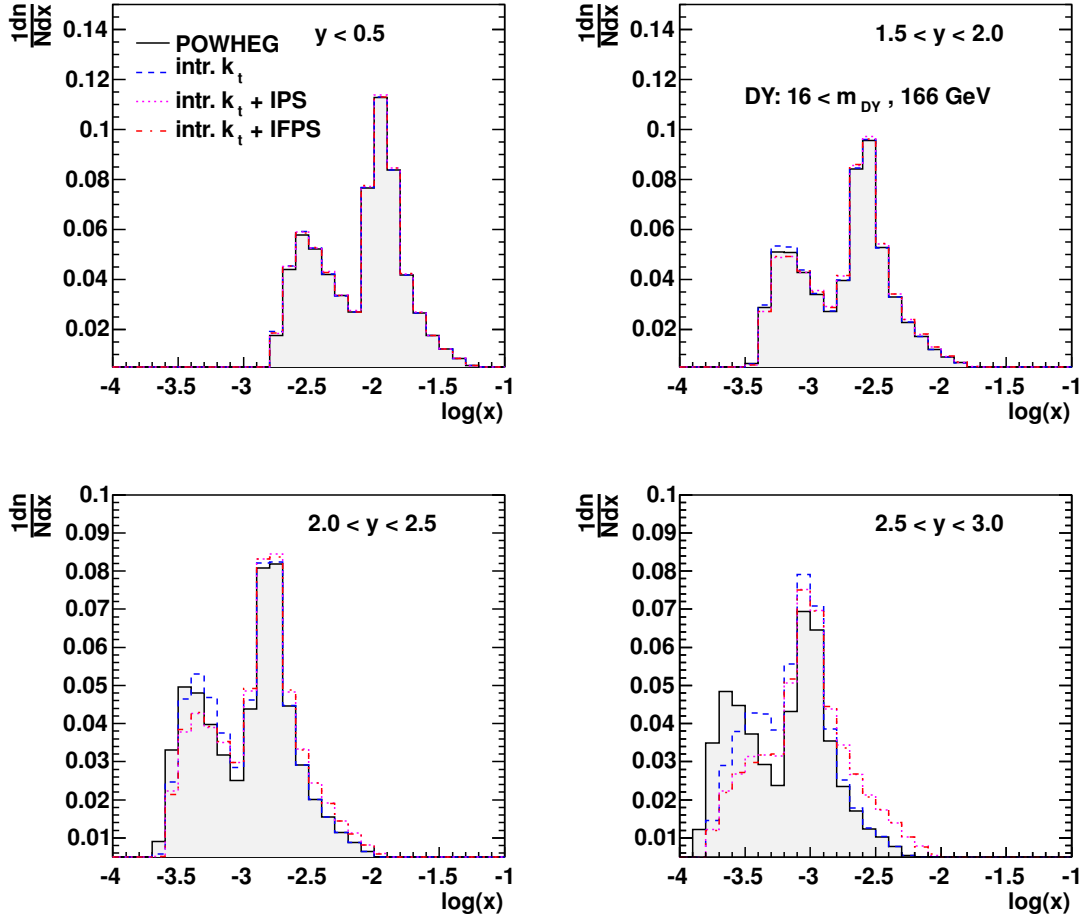 1dn
Ndx
0.14
0.12
0.1
0.08
0.06
0.04
0.02
y < 0.5
POWHEG
intr. k t
intr. k t + IPS
intr. k t + IFPS
-4 -3.5 -3 -2.5 -2 -1.5 -1
log(x)
1dn
Ndx
0.14
0.12
0.1
0.08
0.06
0.04
0.02
1.5 < y < 2.0
DY: 16 < m DY , 166 GeV
-4 -3.5 -3 -2.5 -2 -1.5 -1
log(x)
1dn
Ndx
0.1
0.09
0.08
0.07
0.06
0.05
0.04
0.03
0.02
0.01
2.0 < y < 2.5
-4 -3.5 -3 -2.5 -2 -1.5 -1
log(x)
1dn
Ndx
0.1
0.09
0.08
0.07
0.06
0.05
0.04
0.03
0.02
0.01
2.5 < y < 3.0
-4 -3.5 -3 -2.5 -2 -1.5 -1
log(x)